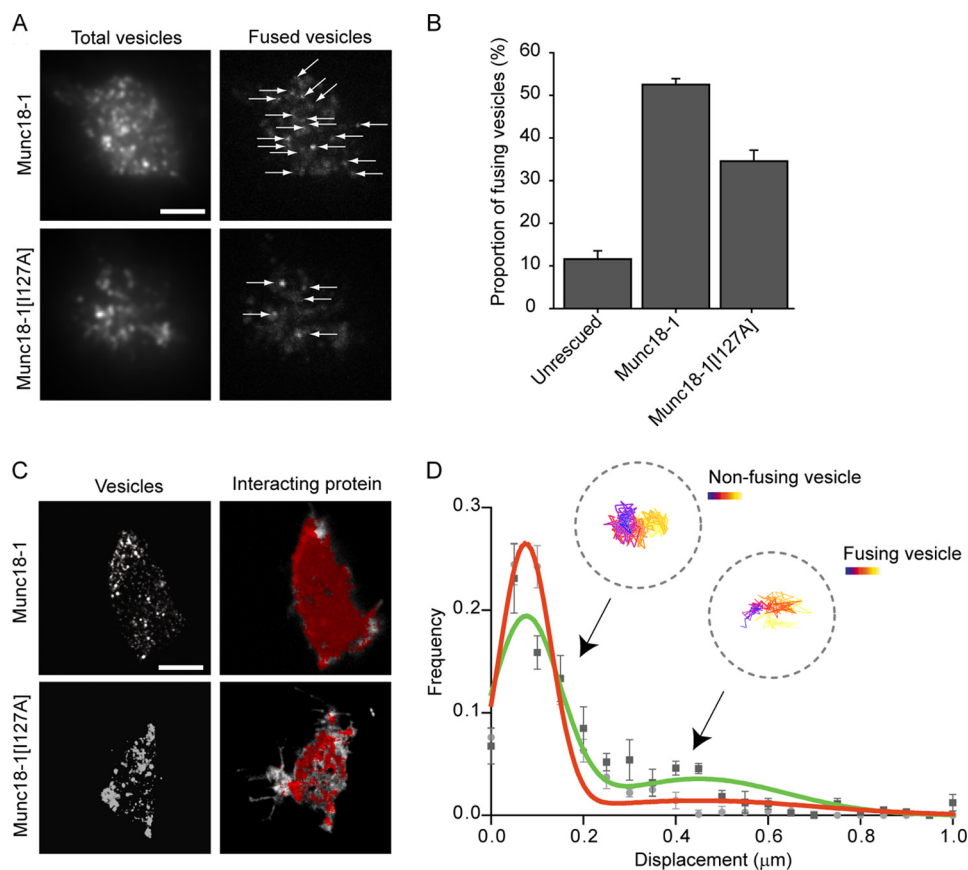 A
Total vesicles
Fused vesicles
Munc18-1
Munc18-1[I127A]
B
Proportion of fusing vesicles (%)
60
50
40
30
20
10
0
Unrescued
Munc18-1
Munc18-1[I127A]
C
Vesicles
Interacting protein
Munc18-1
Munc18-1[I127A]
D
Non-fusing vesicle
Fusing vesicle
Frequency
0.3
0.2
0.1
0.0
0.0
0.2
0.4
0.6
0.8
1.0
Displacement (μm)